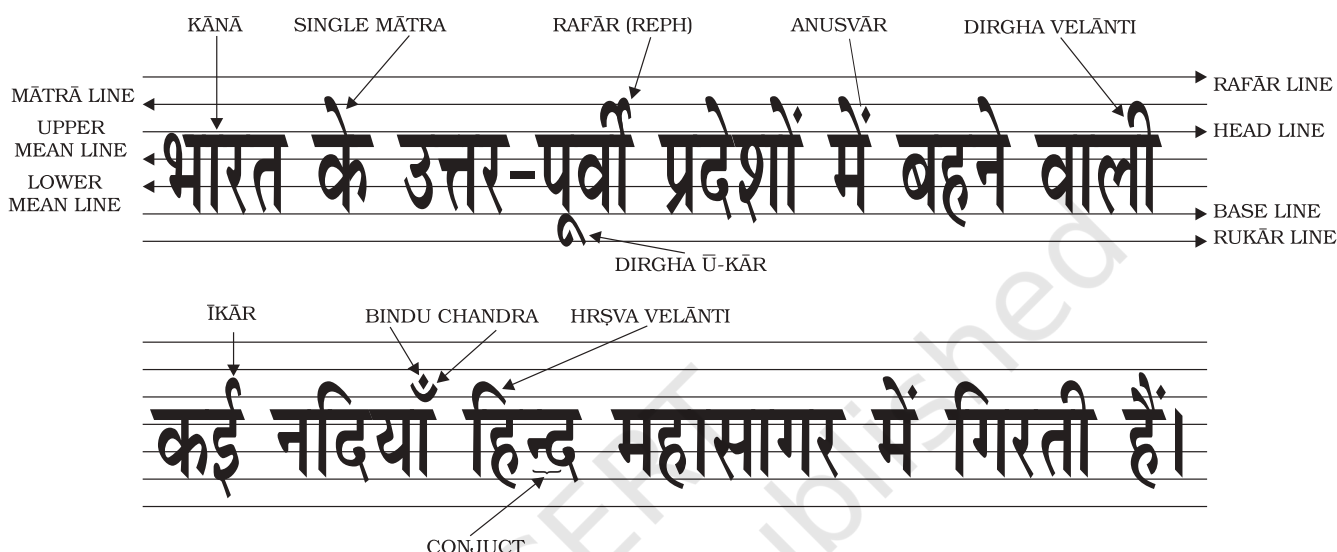 KĀNĀ SINGLE MĀTRA RAFĀR (REPH) ANUSVĀR DIRGHA VELĀNTI
MĀTRĀ LINE
RAFĀR LINE
UPPER
MEAN LINE
HEAD LINE
LOWER
MEAN LINE
भारत के उत्तर-पूर्वी प्रदेशों में बहने वाली
BASE LINE
RUKĀR LINE
DIRGHA Ū-KĀR
ĪKĀR BINDU CHANDRA HRṢVA VELĀNTI
कई नदियाँ हिन्द महासागर में गिरती हैं।
CONJUCT